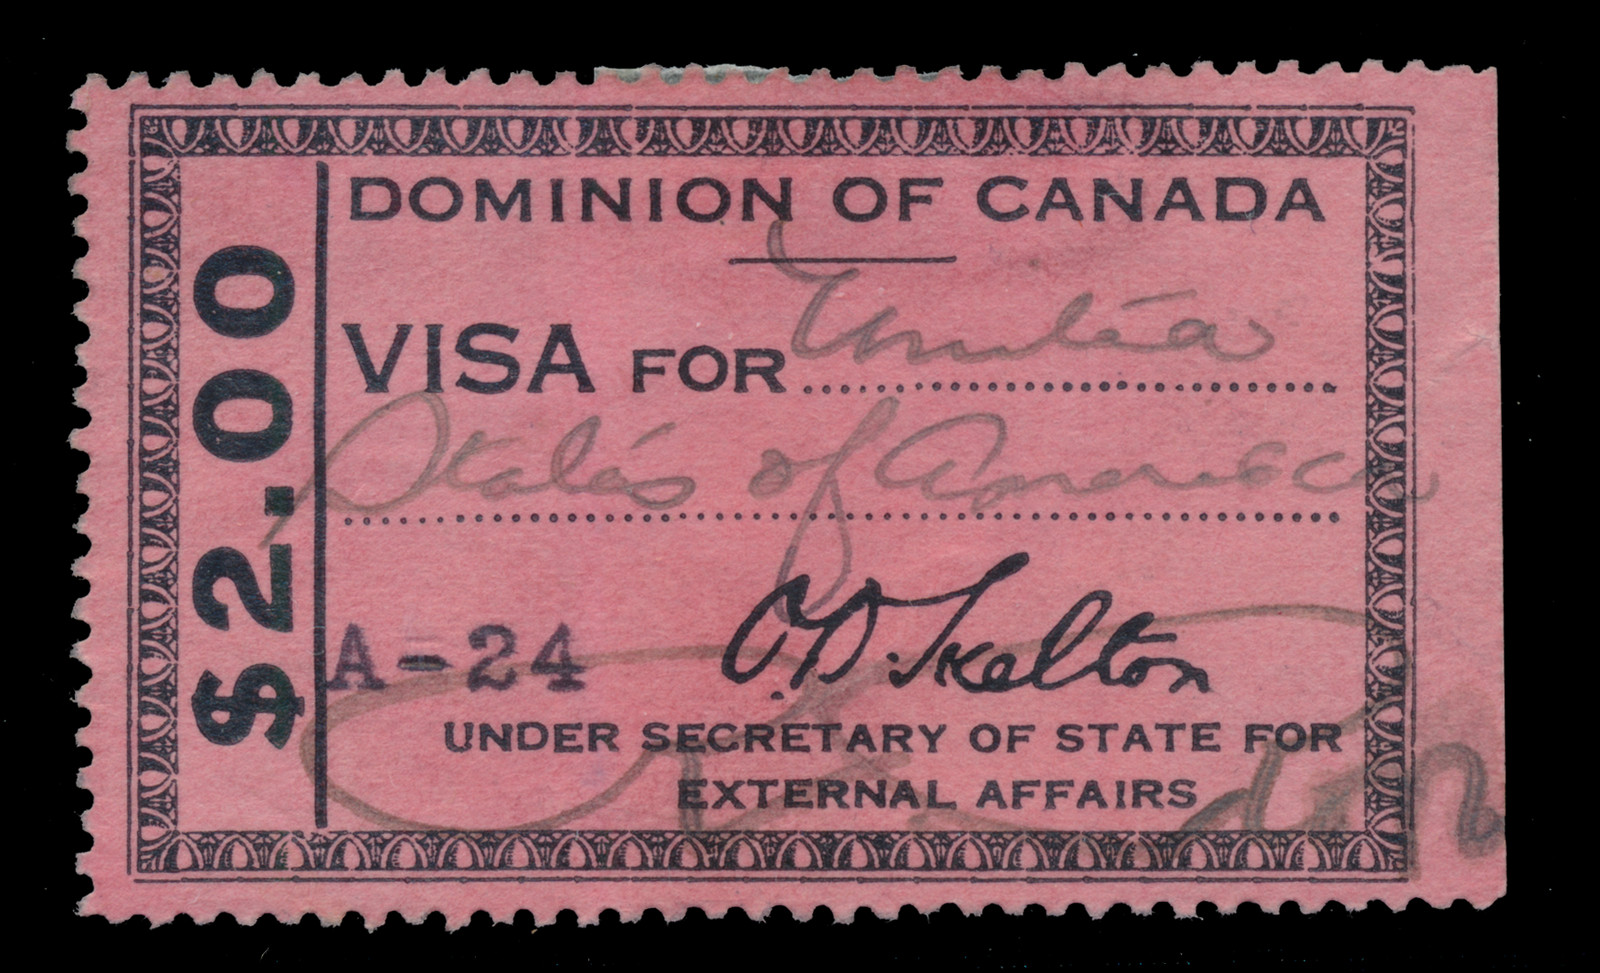 $2.00
DOMINION OF CANADA
VISA FOR United
States of America
A-24
O.D. Skelton
UNDER SECRETARY OF STATE FOR
EXTERNAL AFFAIRS